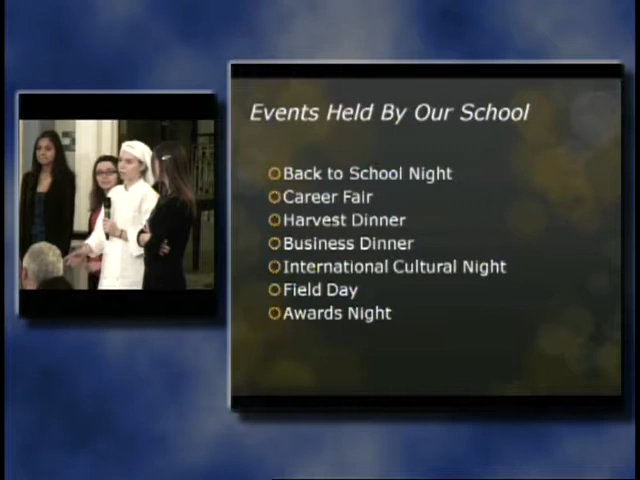 Events Held By Our School
Back to School Night
Career Fair
Harvest Dinner
Business Dinner
International Cultural Night
Field Day
Awards Night